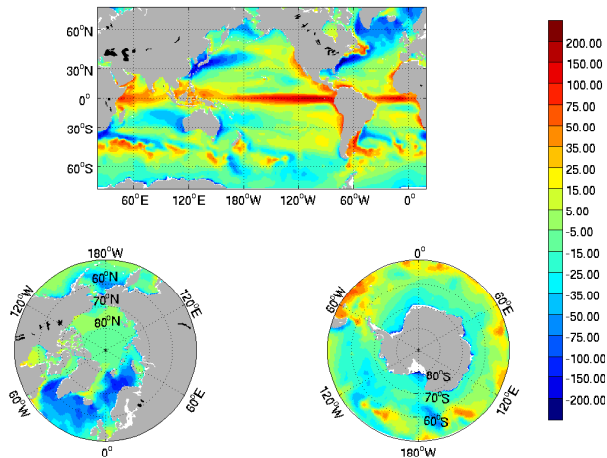 60°N
30°N
0°
30°S
60°S
60°E
120°E
180°W
120°W
60°W
0°
200.00
100.00
75.00
50.00
35.00
25.00
15.00
5.00
-5.00
-15.00
-25.00
-35.00
-50.00
-75.00
-100.00
-150.00
-200.00
180°W
120°W
120°E
60°N
70°N
80°N
60°W
60°E
0°
0°
60°W
60°E
80°S
70°S
60°S
120°W
120°E
180°W